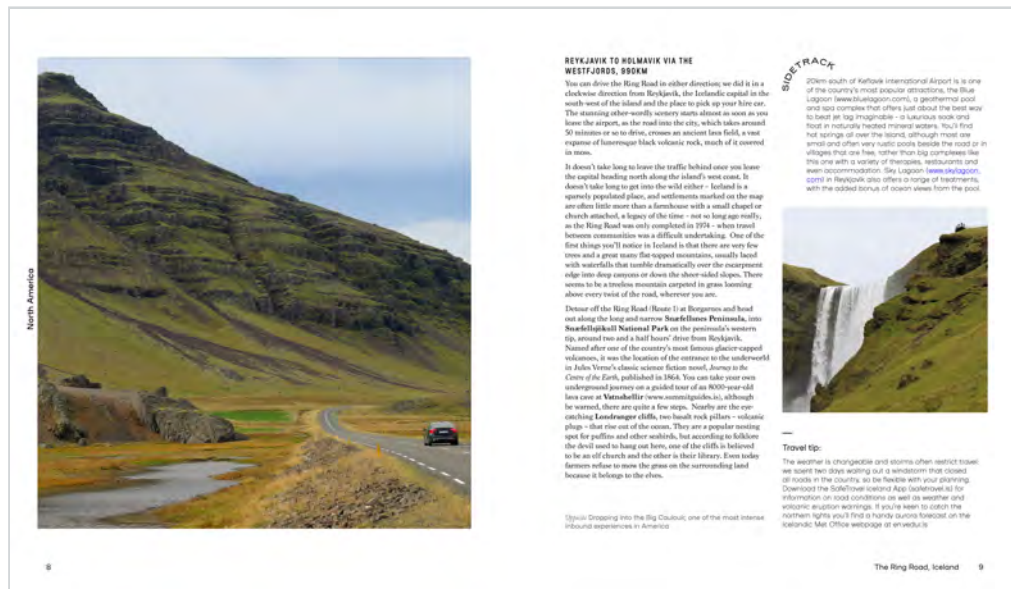 North America
8
REYKJAVIK TO HOLMAVIK VIA THE
WESTFJORDS, 990KM
You can drive the Ring Road in either direction; we did it in a
clockwise direction from Reykjavik, the Icelandic capital in the
south-west of the island and the place to pick up your hire car.
The stunning other-wordly scenery starts almost as soon as you
leave the airport, as the road into the city, which takes around
50 minutes or so to drive, crosses an ancient lava field, a vast
expanse of lunaresque black volcanic rock, much of it covered
in moss.
It doesn't take long to leave the traffic behind once you leave
the capital heading north along the island's west coast. It
doesn't take long to get into the wild either – Iceland is a
sparsely populated place, and settlements marked on the map
are often little more than a farmhouse with a small chapel or
church attached, a legacy of the time – not so long ago really,
as the Ring Road was only completed in 1974 – when travel
between communities was a difficult undertaking. One of the
first things you'll notice in Iceland is that there are very few
trees and a great many flat-topped mountains, usually laced
with waterfalls that tumble dramatically over the escarpment
edge into deep canyons or down the sheer-sided slopes. There
seems to be a treeless mountain carpeted in grass looming
above every twist of the road, wherever you are.
Detour off the Ring Road (Route 1) at Borgarnes and head
out along the long and narrow Snæfellsnes Peninsula, into
Snæfellsjökull National Park on the peninsula's western
tip, around two and a half hours' drive from Reykjavik.
Named after one of the country's most famous glacier-capped
volcanoes, it was the location of the entrance to the underworld
in Jules Verne's classic science fiction novel, Journey to the
Centre of the Earth, published in 1864. You can take your own
underground journey on a guided tour of an 8000-year-old
lava cave at Vatnshellir (www.summitguides.is), although
be warned, there are quite a few steps. Nearby are the eye-
catching Londranger cliffs, two basalt rock pillars – volcanic
plugs – that rise out of the ocean. They are a popular nesting
spot for puffins and other seabirds, but according to folklore
the devil used to hang out here, one of the cliffs is believed
to be an elf church and the other is their library. Even today
farmers refuse to mow the grass on the surrounding land
because it belongs to the elves.
Opposite Dropping into the Big Couloir, one of the most intense
inbound experiences in America
SIDETRACK
20km south of Keflavik International Airport is is one
of the country's most popular attractions, the Blue
Lagoon (www.bluelagoon.com), a geothermal pool
and spa complex that offers just about the best way
to beat jet lag imaginable - a luxurious soak and
float in naturally heated mineral waters. You'll find
hot springs all over the island, although most are
small and often very rustic pools beside the road or in
villages that are free, rather than big complexes like
this one with a variety of therapies, restaurants and
even accommodation. (Sky Lagoon (www.skylagoon.
com) in Reykjavik also offers a range of treatments,
with the added bonus of ocean views from the pool.
Travel tip:
The weather is changeable and storms often restrict travel:
we spent two days waiting out a windstorm that closed
all roads in the country, so be flexible with your planning.
Download the SafeTravel Iceland App (safetravel.is) for
information on road conditions as well as weather and
volcanic eruption warnings. If you're keen to catch the
northern lights you'll find a handy aurora forecast on the
Icelandic Met Office webpage at en.vedur.is
The Ring Road, Iceland 9